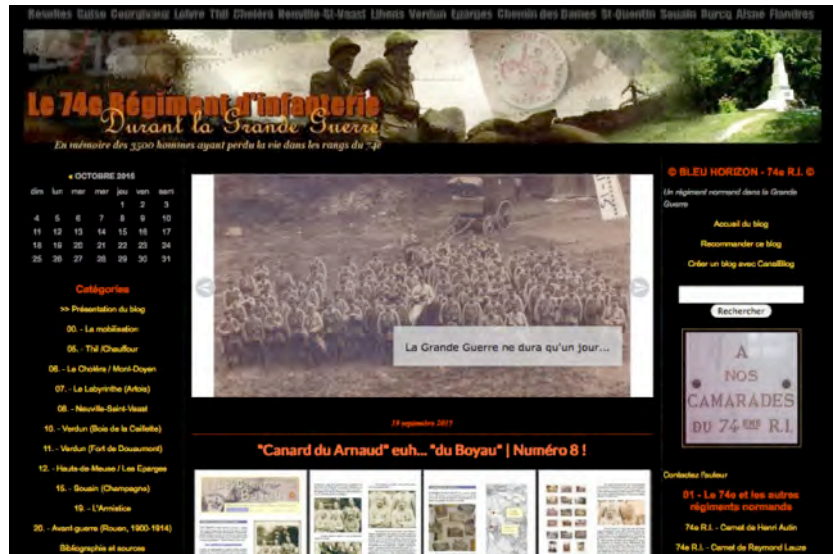 Nouvelles Guise Courgivaux Loivre Thil Choléra Neuville-St-Vaast Lihons Verdun Eparges Chemin des Dames St-Quentin Souain Ourcq Aisne Flandres
14/18
Le 74e Régiment d'infanterie
Durant la Grande Guerre
En mémoire des 3500 hommes ayant perdu la vie dans les rangs du 74e
« OCTOBRE 2015
dim lun mar mer jeu ven sam
1 2 3
4 5 6 7 8 9 10
11 12 13 14 15 16 17
18 19 20 21 22 23 24
25 26 27 28 29 30 31
Catégories
>> Présentation du blog
00. - La mobilisation
05. - Thil /Chauffour
06. - Le Choléra / Mont-Doyen
07. - Le Labyrinthe (Artois)
08. - Neuville-Saint-Vaast
10. - Verdun (Bois de la Caillette)
11. - Verdun (Fort de Douaumont)
12. - Hauts-de Meuse / Les Eparges
15. - Souain (Champagne)
19. - L'Armistice
20. - Avant-guerre (Rouen, 1900-1914)
Bibliographie et sources
La Grande Guerre ne dura qu'un jour...
19 septembre 2015
"Canard du Arnaud" euh... "du Boyau" | Numéro 8 !
© BLEU HORIZON - 74e R.I. ©
Un régiment normand dans la Grande
Guerre
Accueil du blog
Recommander ce blog
Créer un blog avec CanalBlog
Rechercher
A
NOS
CAMARADES
DU 74EME R.I.
Contactez l'auteur
01 - Le 74e et les autres
régiments normands
74e R.I. - Carnet de Henri Autin
74e R.I. - Carnet de Raymond Lauze